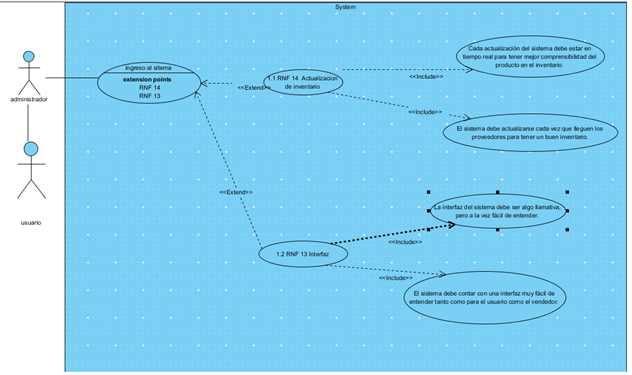 System
ingreso al sitema
extension points
RNF 14
RNF 13
administrador
usuario
<<Extend>>
1.1 RNF 14 Actualizacion
de inventario
<<Include>>
Cada actualización del sistema debe estar en
tiempo real para tener mejor comprensibilidad del
producto en el inventario.
<<Include>>
El sistema debe actualizarse cada vez que lleguen los
proveedores para tener un buen inventario.
<<Extend>>
1.2 RNF 13 Interfaz
<<Include>>
La interfaz del sistema debe ser algo llamativa,
pero a la vez fácil de entender.
<<Include>>
El sistema debe contar con una interfaz muy fácil de
entender tanto como para el usuario como el vendedor.